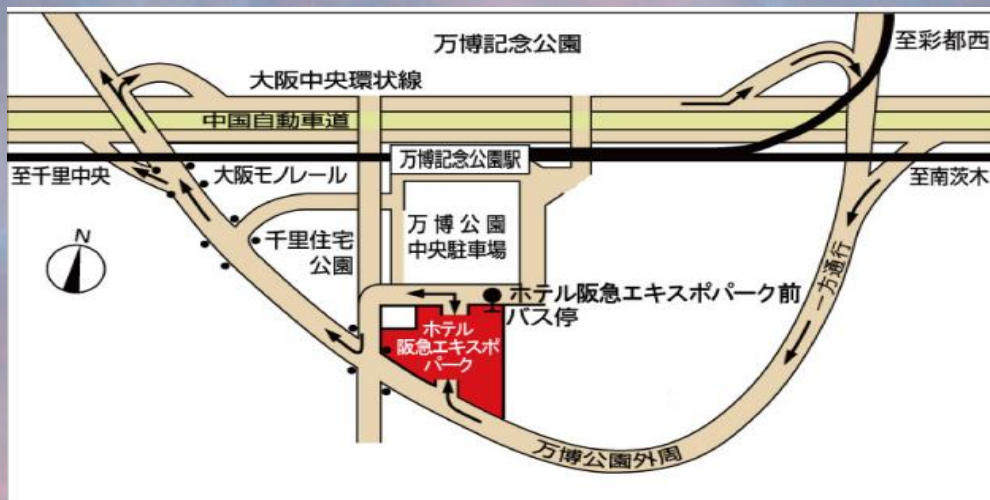 万博記念公園
至彩都西
大阪中央環状線
中国自動車道
万博記念公園駅
至千里中央
大阪モノレール
至南茨木
N
万博公園
中央駐車場
千里住宅
公園
一方通行
ホテル阪急エキスポパーク前
バス停
ホテル
阪急エキスポ
パーク
万博公園外周